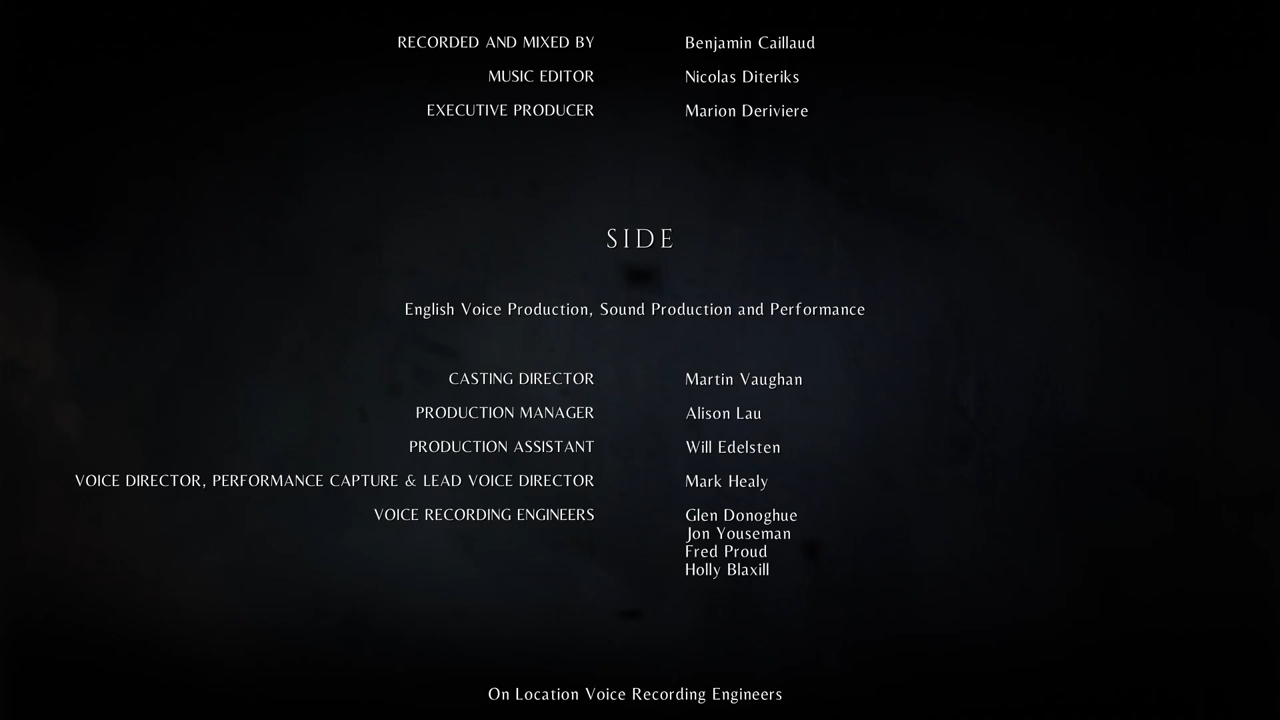 RECORDED AND MIXED BY Benjamin Caillaud
MUSIC EDITOR Nicolas Diteriks
EXECUTIVE PRODUCER Marion Deriviere
SIDE
English Voice Production, Sound Production and Performance
CASTING DIRECTOR Martin Vaughan
PRODUCTION MANAGER Alison Lau
PRODUCTION ASSISTANT Will Edelsten
VOICE DIRECTOR, PERFORMANCE CAPTURE & LEAD VOICE DIRECTOR Mark Healy
VOICE RECORDING ENGINEERS Glen Donoghue
Jon Youseman
Fred Proud
Holly Blaxill
On Location Voice Recording Engineers